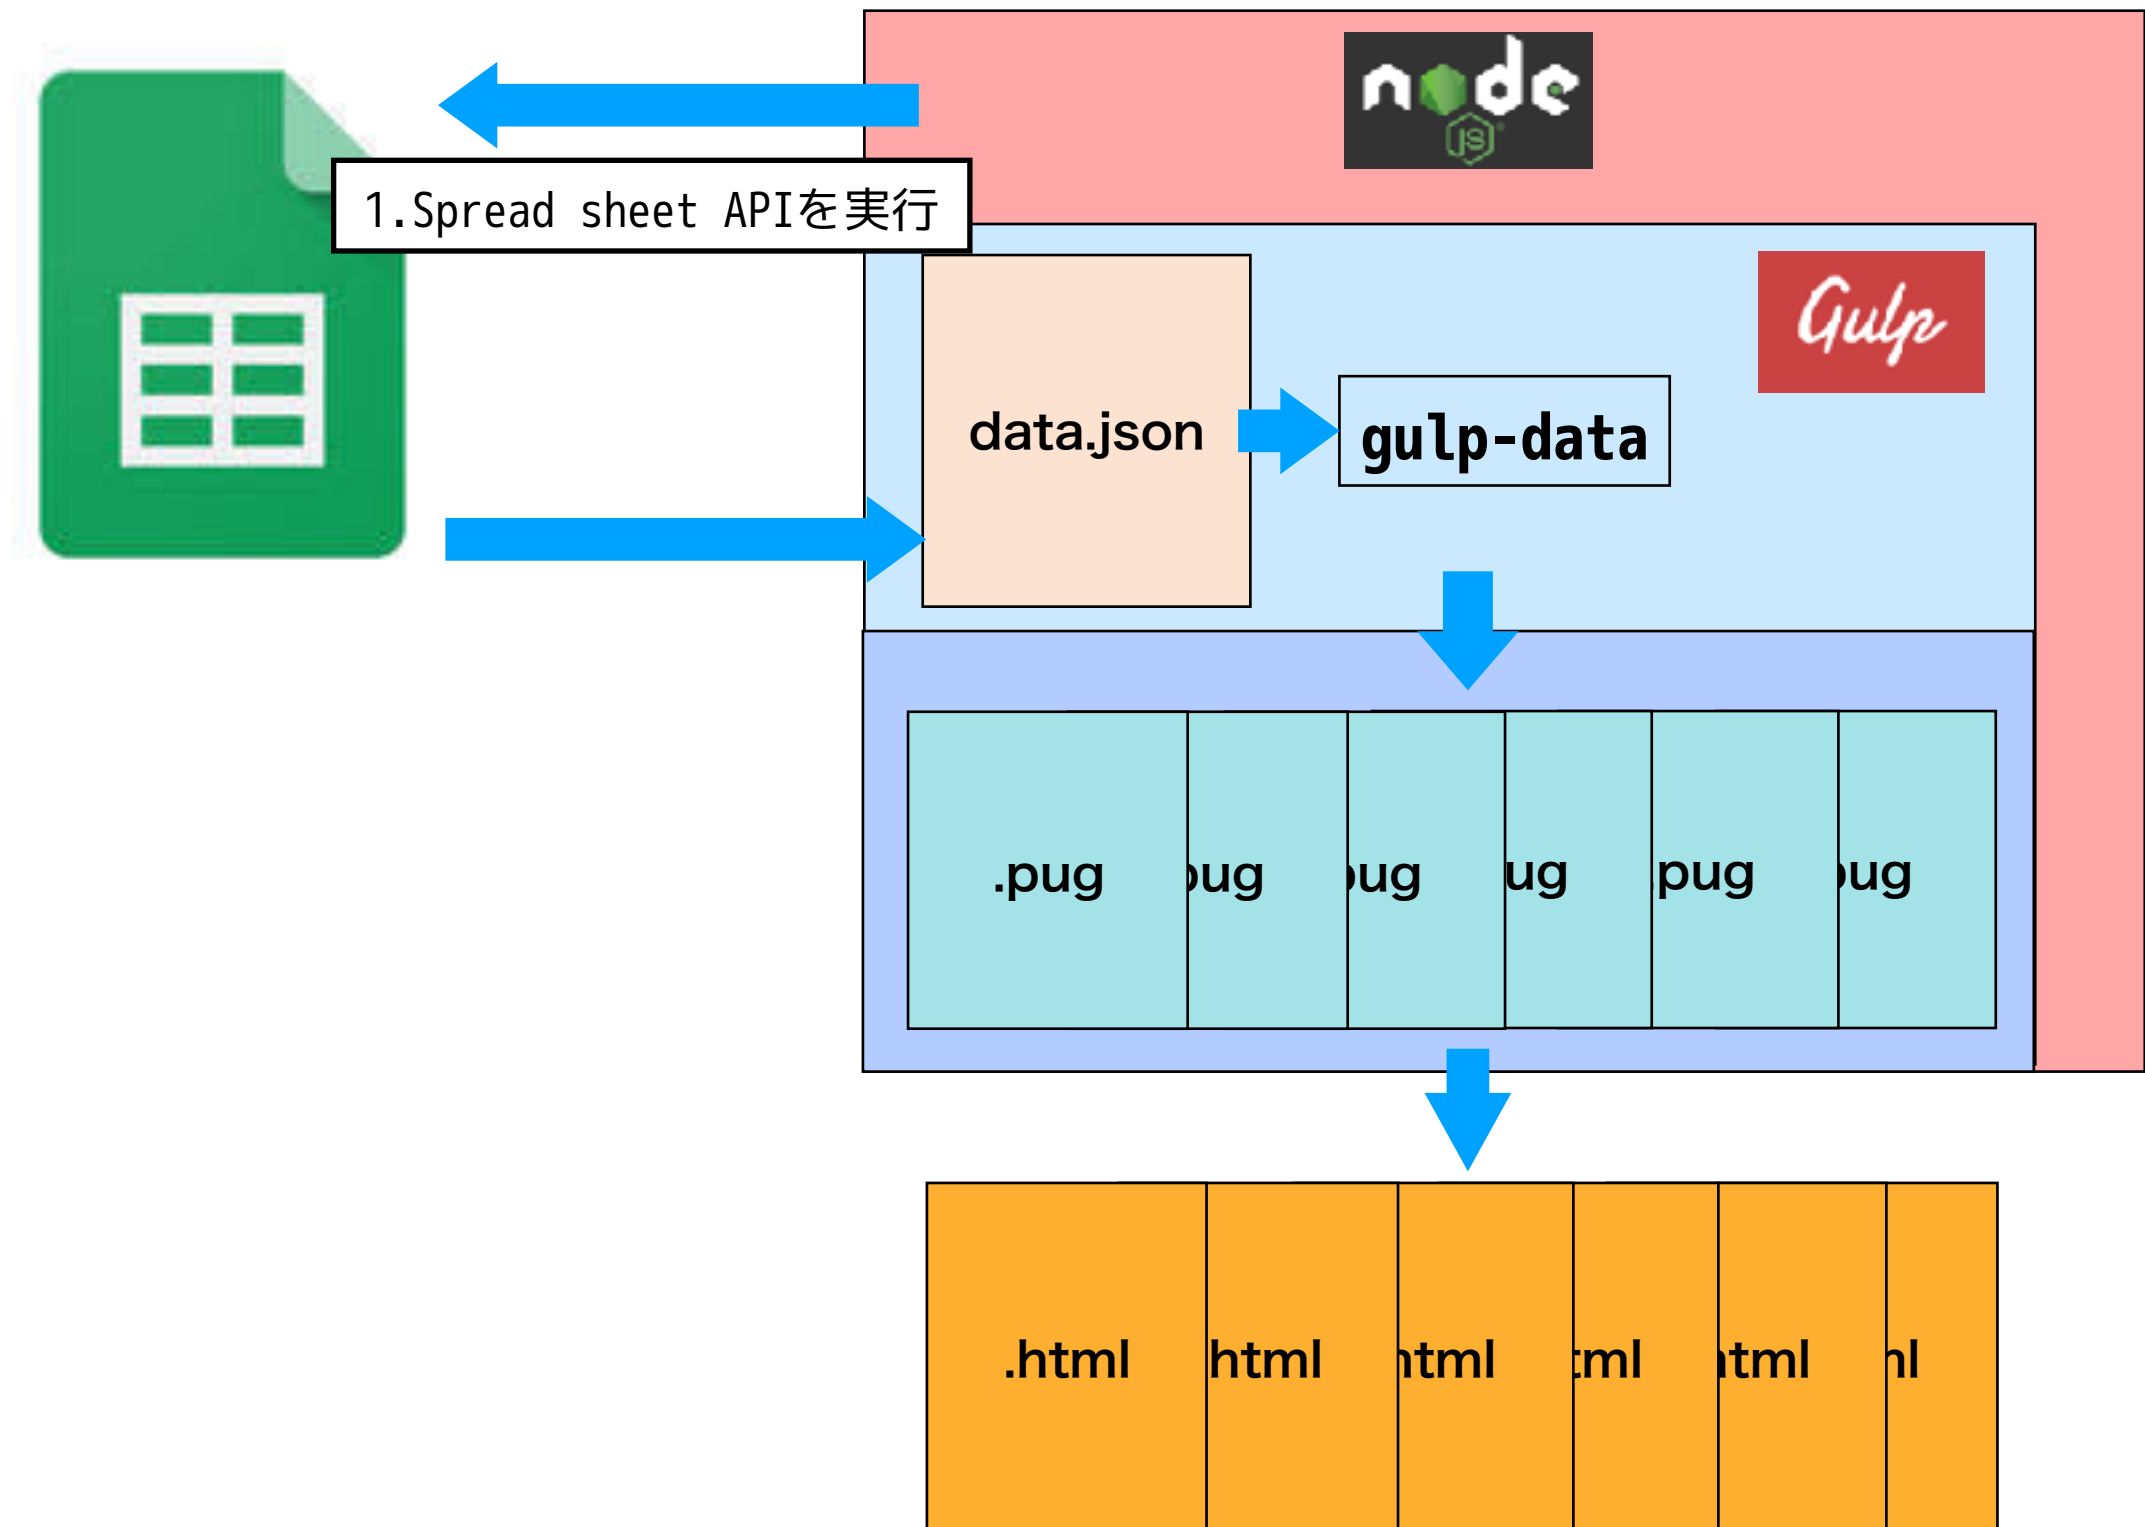 node
JS
1.Spread sheet APIを実行
Gulp
data.json
gulp-data
.pug
pug
pug
ug
.pug
pug
.html
html
html
tml
html
ml